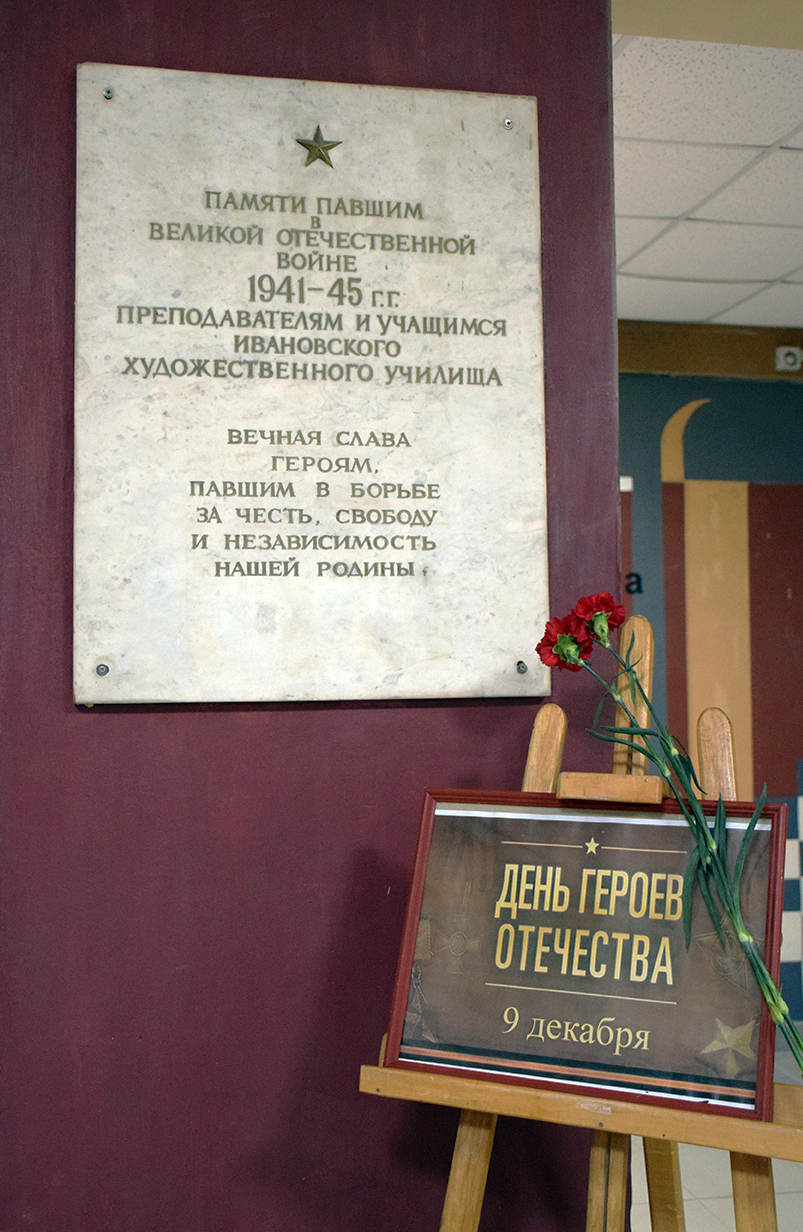 ПАМЯТИ ПАВШИМ
В
ВЕЛИКОЙ ОТЕЧЕСТВЕННОЙ
ВОЙНЕ
1941-45 Г.Г.
ПРЕПОДАВАТЕЛЯМ И УЧАЩИМСЯ
ИВАНОВСКОГО
ХУДОЖЕСТВЕННОГО УЧИЛИЩА
ВЕЧНАЯ СЛАВА
ГЕРОЯМ,
ПАВШИМ В БОРЬБЕ
ЗА ЧЕСТЬ, СВОБОДУ
И НЕЗАВИСИМОСТЬ
НАШЕЙ РОДИНЫ.
а
ДЕНЬ ГЕРОЕВ
ОТЕЧЕСТВА
9 декабря